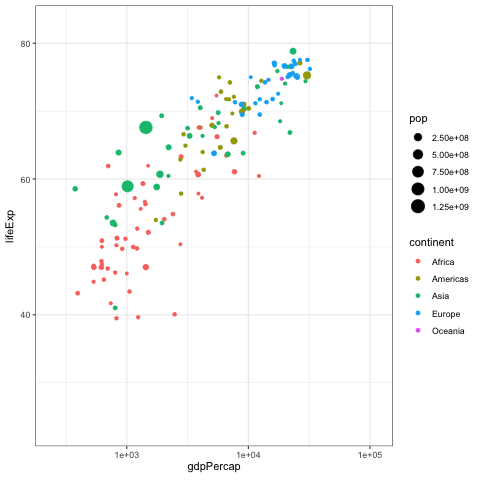 80
60
40
lifeExp
1e+03
1e+04
1e+05
gdpPercap
pop
2.50e+08
5.00e+08
7.50e+08
1.00e+09
1.25e+09
continent
Africa
Americas
Asia
Europe
Oceania